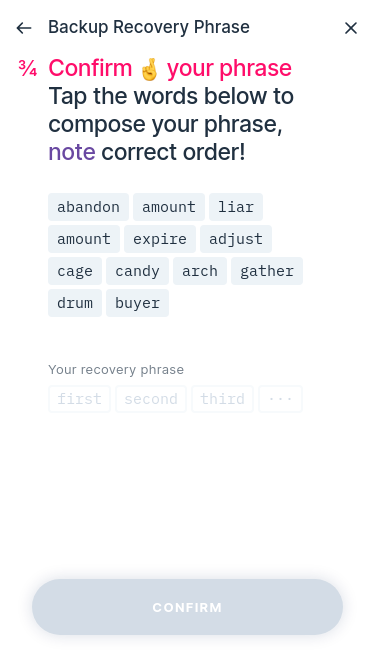 Backup Recovery Phrase
¾ Confirm 🤞 your phrase
Tap the words below to
compose your phrase,
note correct order!
abandon amount liar
amount expire adjust
cage candy arch gather
drum buyer
Your recovery phrase
first second third ···
CONFIRM